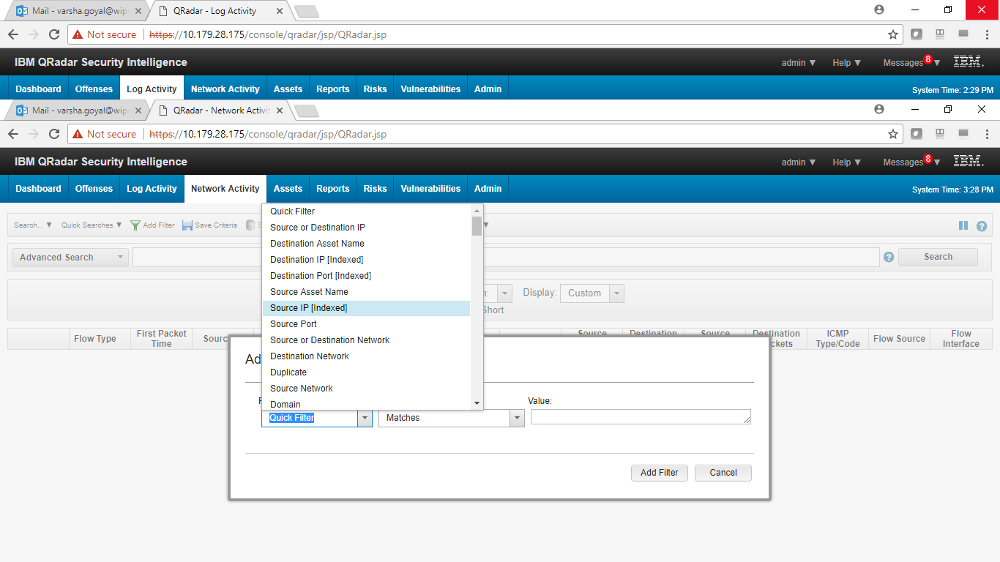 Mail - varsha.goyal@wip
QRadar - Log Activity
Not secure https://10.179.28.175/console/qradar/jsp/QRadar.jsp
IBM QRadar Security Intelligence
admin ▼ Help ▼ Messages 8 ▼ IBM.
Dashboard Offenses Log Activity Network Activity Assets Reports Risks Vulnerabilities Admin
System Time: 2:29 PM
Mail - varsha.goyal@wip
QRadar - Network Activit
Not secure https://10.179.28.175/console/qradar/jsp/QRadar.jsp
IBM QRadar Security Intelligence
admin ▼ Help ▼ Messages 8 ▼ IBM.
Dashboard Offenses Log Activity Network Activity Assets Reports Risks Vulnerabilities Admin
System Time: 3:28 PM
Search... ▼ Quick Searches ▼ Add Filter Save Criteria
Advanced Search
Search
Display: Custom
Short
Flow Type
First Packet Time
Sourc
Source
Destination
Source
Destination
ckets
ICMP Type/Code
Flow Source
Flow Interface
Quick Filter
Source or Destination IP
Destination Asset Name
Destination IP [Indexed]
Destination Port [Indexed]
Source Asset Name
Source IP [Indexed]
Source Port
Source or Destination Network
Destination Network
Duplicate
Source Network
Domain
Ad
Value:
Quick Filter
Matches
Add Filter
Cancel